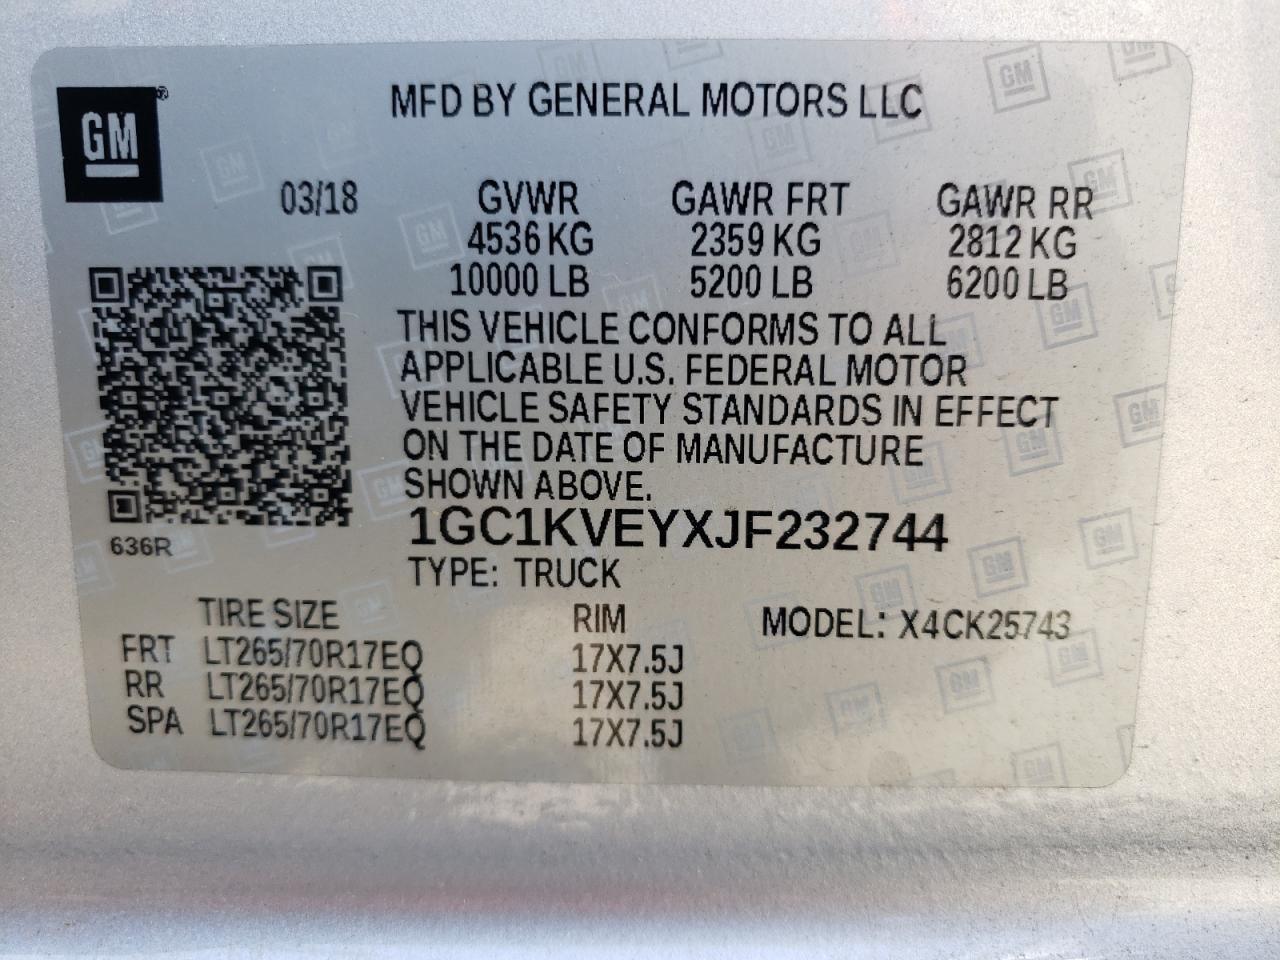 GM ®
MFD BY GENERAL MOTORS LLC
03/18 GVWR GAWR FRT GAWR RR
4536 KG 2359 KG 2812 KG
10000 LB 5200 LB 6200 LB
THIS VEHICLE CONFORMS TO ALL
APPLICABLE U.S. FEDERAL MOTOR
VEHICLE SAFETY STANDARDS IN EFFECT
ON THE DATE OF MANUFACTURE
SHOWN ABOVE.
1GC1KVEYXJF232744
636R
TYPE: TRUCK
TIRE SIZE RIM MODEL: X4CK25743
FRT LT265/70R17EQ 17X7.5J
RR LT265/70R17EQ 17X7.5J
SPA LT265/70R17EQ 17X7.5J